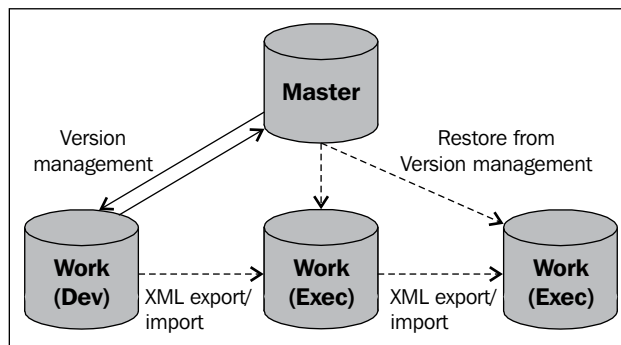 Master
Version
management
Restore from
Version management
Work
(Dev)
XML export/
import
Work
(Exec)
XML export/
import
Work
(Exec)